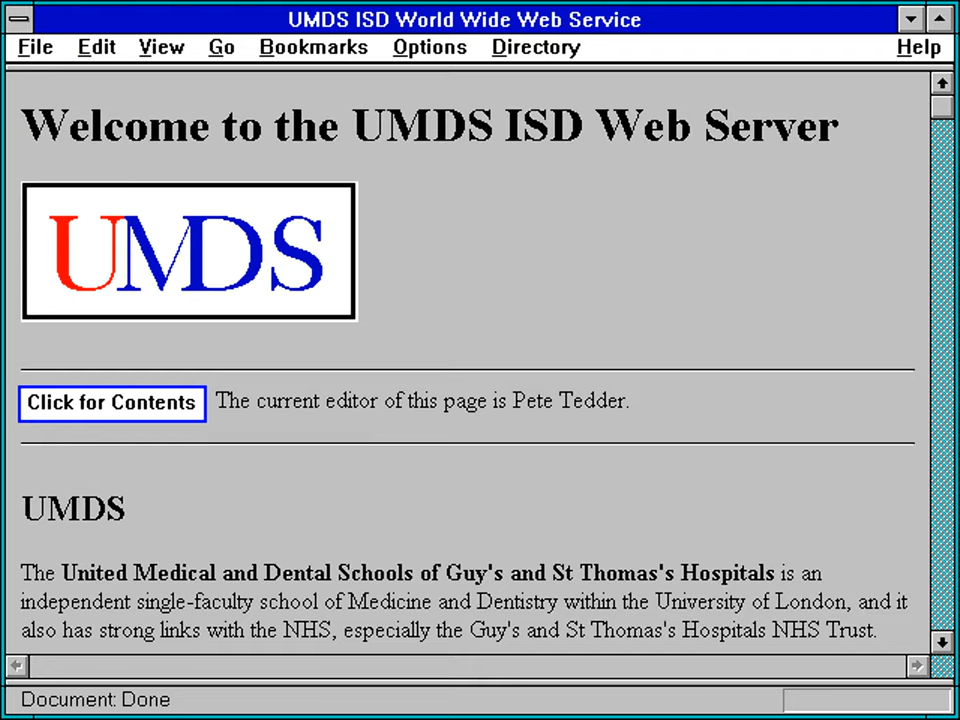 UMDS ISD World Wide Web Service
File Edit View Go Bookmarks Options Directory Help
Welcome to the UMDS ISD Web Server
UMDS
Click for Contents The current editor of this page is Pete Tedder.
UMDS
The United Medical and Dental Schools of Guy's and St Thomas's Hospitals is an
independent single-faculty school of Medicine and Dentistry within the University of London, and it
also has strong links with the NHS, especially the Guy's and St Thomas's Hospitals NHS Trust.
Document: Done